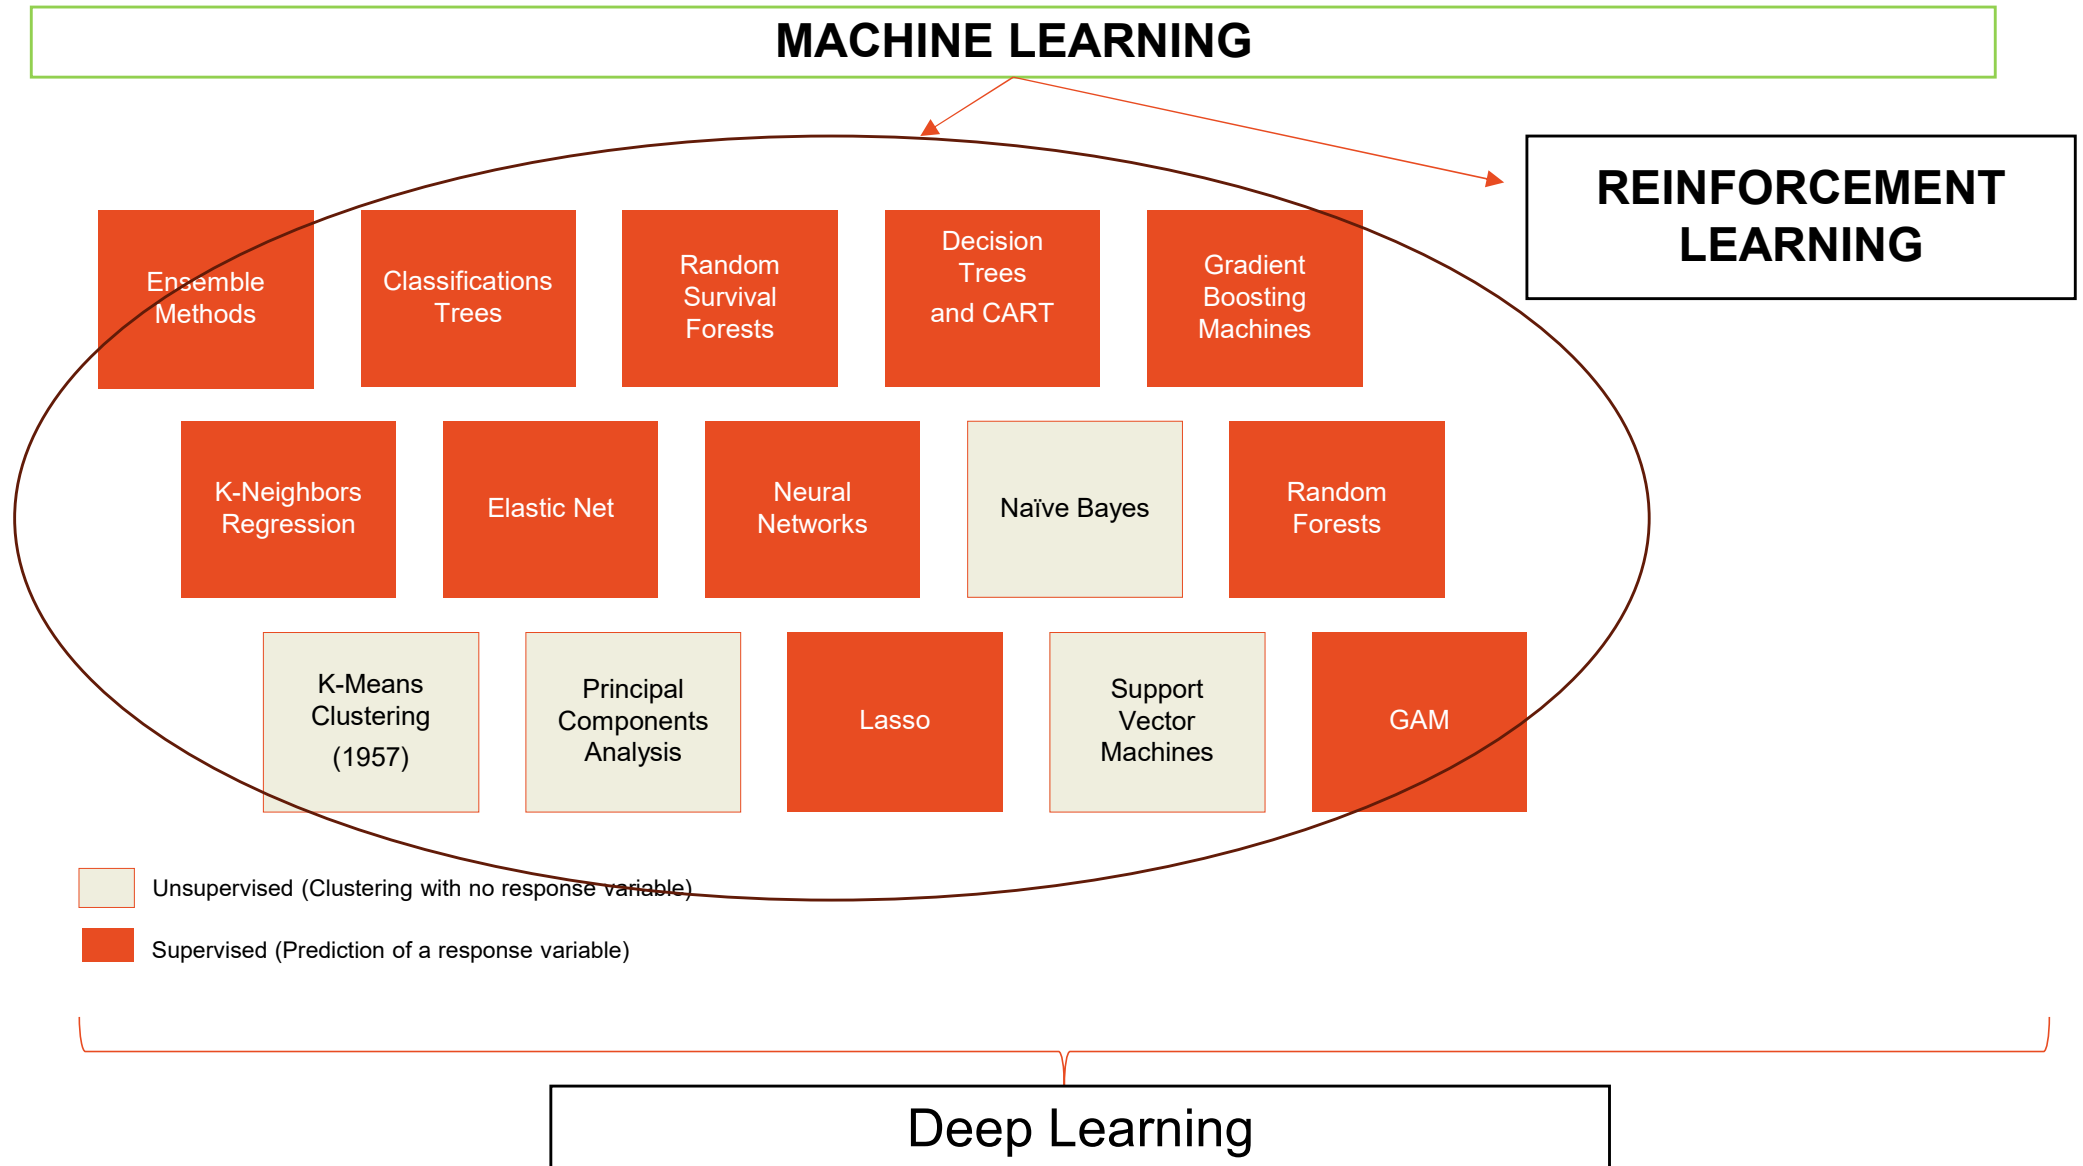 MACHINE LEARNING
REINFORCEMENT
LEARNING
Ensemble
Methods
Classifications
Trees
Random
Survival
Forests
Decision
Trees
and CART
Gradient
Boosting
Machines
K-Neighbors
Regression
Elastic Net
Neural
Networks
Naïve Bayes
Random
Forests
K-Means
Clustering
(1957)
Principal
Components
Analysis
Lasso
Support
Vector
Machines
GAM
Unsupervised (Clustering with no response variable)
Supervised (Prediction of a response variable)
Deep Learning